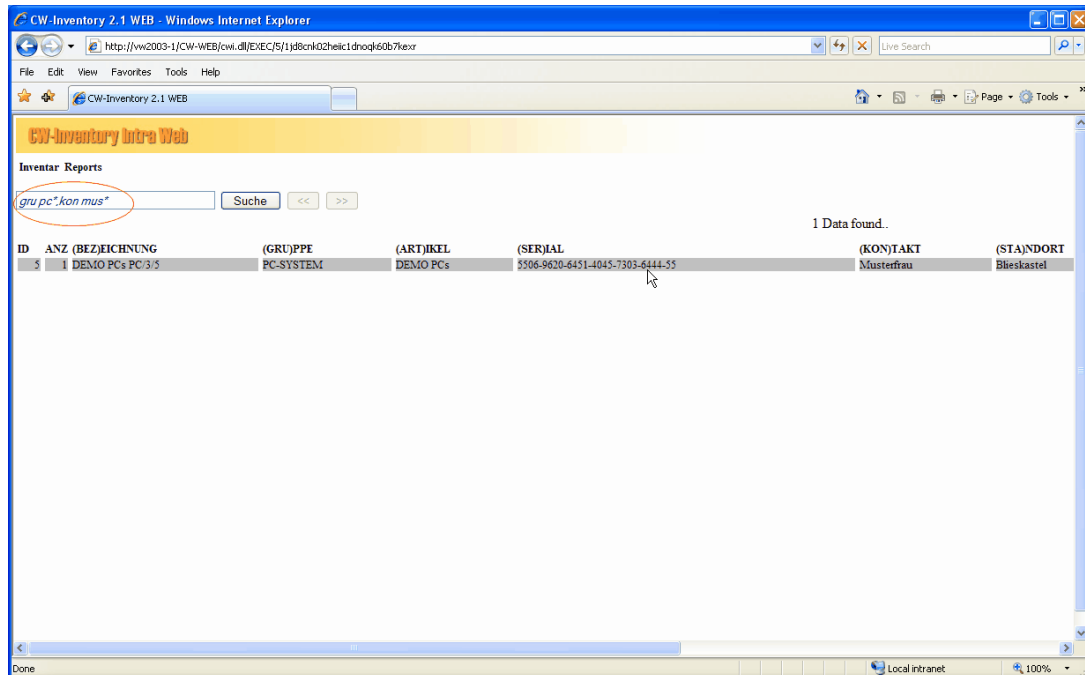 CW-Inventory 2.1 WEB - Windows Internet Explorer
http://vw2003-1/CW-WEB/cwi.dll/EXEC/5/1jd8cnk02heiic1dnoqk60b7kexr Live Search
File Edit View Favorites Tools Help
CW-Inventory 2.1 WEB Page Tools
CW-Inventory Intra Web
Inventar Reports
gru pc*,kon mus* Suche << >>
1 Data found..
ID ANZ (BEZ)EICHNUNG (GRU)PPE (ART)IKEL (SER)IAL (KON)TAKT (STA)NDORT
5 1 DEMO PCs PC/3/5 PC-SYSTEM DEMO PCs 5506-9620-6451-4045-7303-6444-55 Musterfrau Blieskastel
Done Local intranet 100%